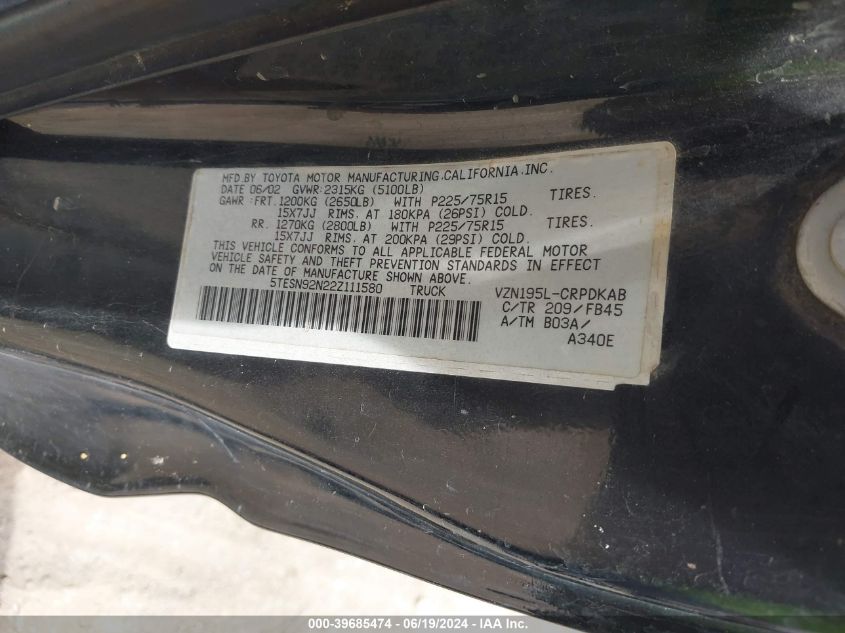 MFD.BY TOYOTA MOTOR MANUFACTURING,CALIFORNIA,INC.
DATE 06/02 GVWR:2315KG (5100LB)
GAWR:FRT.1200KG (2650LB) WITH P225/75R15 TIRES.
15X7JJ RIMS. AT 180KPA (26PSI) COLD.
RR. 1270KG (2800LB) WITH P225/75R15 TIRES.
15X7JJ RIMS. AT 200KPA (29PSI) COLD.
THIS VEHICLE CONFORMS TO ALL APPLICABLE FEDERAL MOTOR
VEHICLE SAFETY AND THEFT PREVENTION STANDARDS IN EFFECT
ON THE DATE OF MANUFACTURE SHOWN ABOVE.
5TESN92N22Z111580 TRUCK VZN195L-CRPDKAB
C/TR 209/FB45
A/TM B03A/
A340E
000-39685474 - 06/19/2024 - IAA Inc.